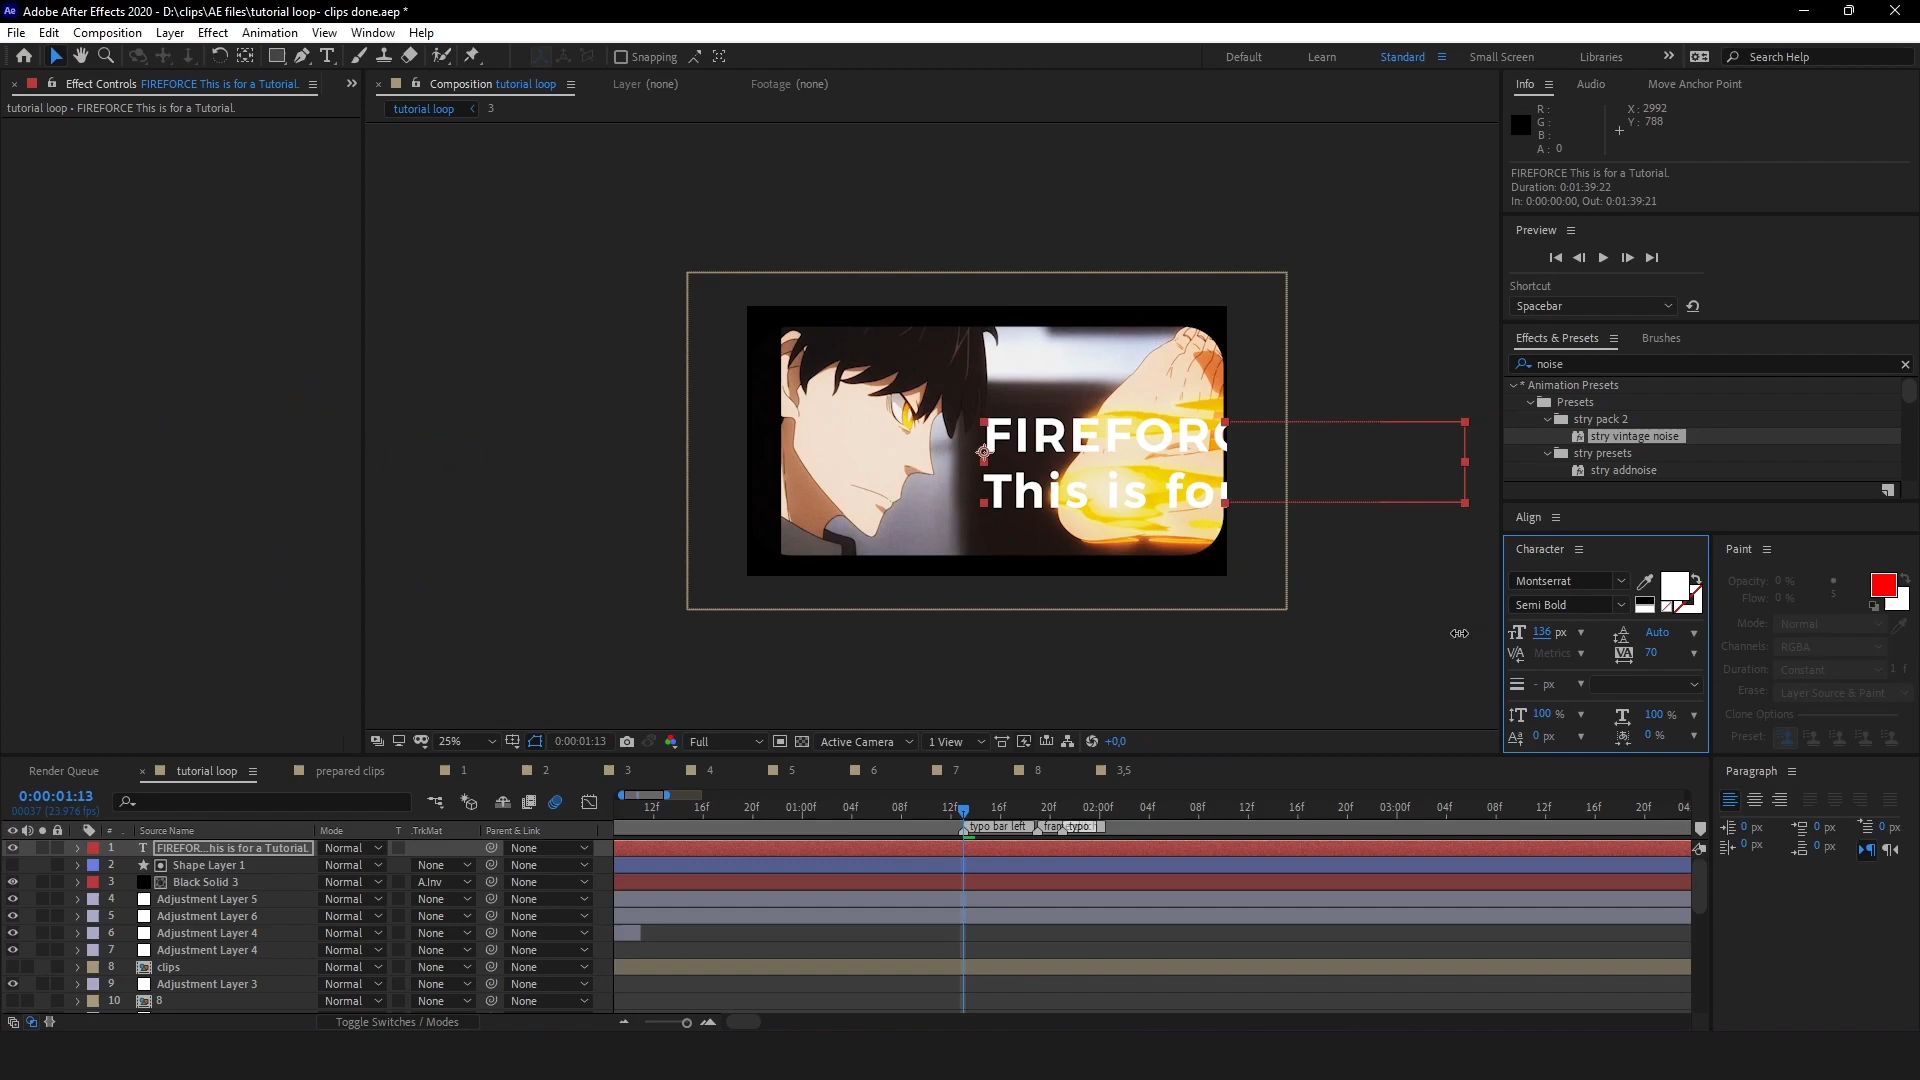 Ae Adobe After Effects 2020 - D:\clips\AE files\tutorial loop- clips done.aep *
File Edit Composition Layer Effect Animation View Window Help
Snapping
Default Learn Standard Small Screen Libraries Search Help
Effect Controls FIREFORCE This is for a Tutorial.
tutorial loop • FIREFORCE This is for a Tutorial.
Composition tutorial loop Layer (none) Footage (none)
tutorial loop 3
FIREFORC
This is fo
25% 0:00:01:13 Full Active Camera 1 View +0,0
Info Audio Move Anchor Point
R: X: 2992
G: Y: 788
B:
A: 0
FIREFORCE This is for a Tutorial.
Duration: 0:01:39:22
In: 0:00:00:00, Out: 0:01:39:21
Preview
Shortcut
Spacebar
Effects & Presets Brushes
noise
* Animation Presets
Presets
stry pack 2
stry vintage noise
stry presets
stry addnoise
Align
Character
Montserrat
Semi Bold
136 px Auto
Metrics 70
- px
100 % 100 %
0 px 0 %
Paint
Opacity: 0 %
Flow: 0 % 5
Mode: Normal
Channels: RGBA
Duration: Constant 1 f
Erase: Layer Source & Paint
Clone Options
Preset:
Paragraph
0 px 0 px 0 px
0 px 0 px
Render Queue tutorial loop prepared clips 1 2 3 4 5 6 7 8 3,5
0:00:01:13
00037 (23.976 fps)
12f 16f 20f 01:00f 04f 08f 12f 16f 20f 02:00f 04f 08f 12f 16f 20f 03:00f 04f 08f 12f 16f 20f 04
typo bar left
# Source Name Mode T .TrkMat Parent & Link
1 T FIREFOR...his is for a Tutorial. Normal None
2 Shape Layer 1 Normal None None
3 Black Solid 3 Normal A.Inv None
4 Adjustment Layer 5 Normal None None
5 Adjustment Layer 6 Normal None None
6 Adjustment Layer 4 Normal None None
7 Adjustment Layer 4 Normal None None
8 clips Normal None None
9 Adjustment Layer 3 Normal None None
10 8 Normal None None
Toggle Switches / Modes